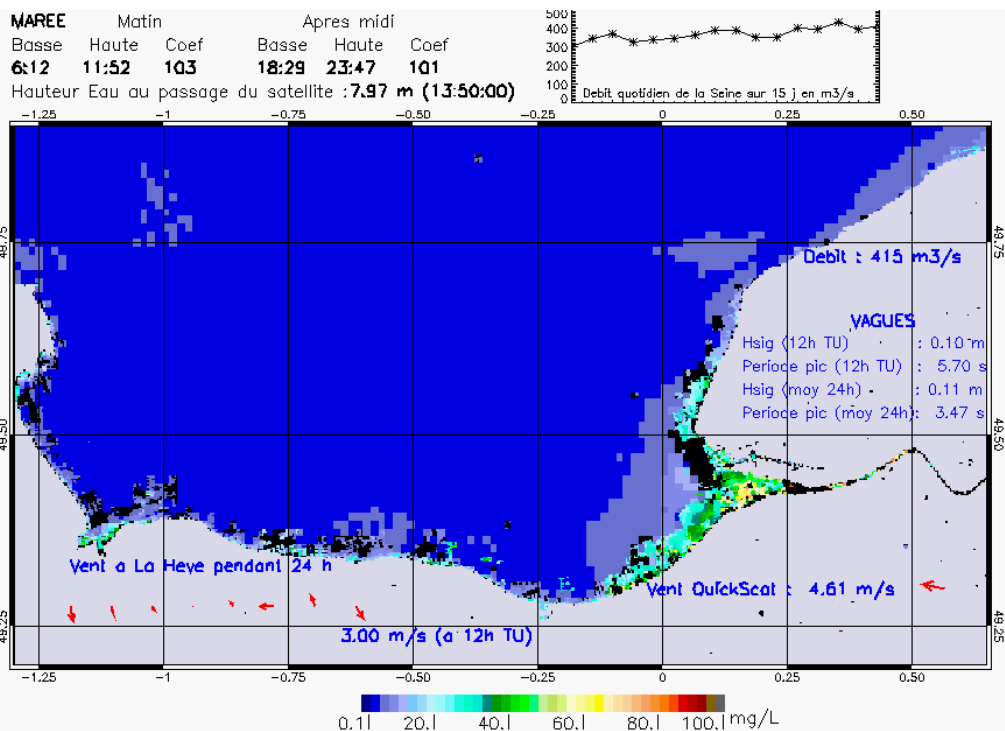 MAREE Matin Apres midi
Basse Haute Coef Basse Haute Coef
6:12 11:52 103 18:29 23:47 101
Hauteur Eau au passage du satellite : 7.97 m (13:50:00)
500
400
300
200
100
0
Debit quotidien de la Seine sur 15 j en m3/s
-1.25 -1 -0.75 -0.50 -0.25 0 0.25 0.50
49.75 49.75
Debit : 415 m3/s
VAGUES
Hsig (12h TU) : 0.10 m
Periode pic (12h TU) : 5.70 s
Hsig (moy 24h) : 0.11 m
Periode pic (moy 24h): 3.47 s
49.50 49.50
Vent a La Heve pendant 24 h
Vent QuickScat : 4.61 m/s
49.25 49.25
3.00 m/s (a 12h TU)
-1.25 -1 -0.75 -0.50 -0.25 0 0.25 0.50
0.1 20.1 40.1 60.1 80.1 100.1 mg/L